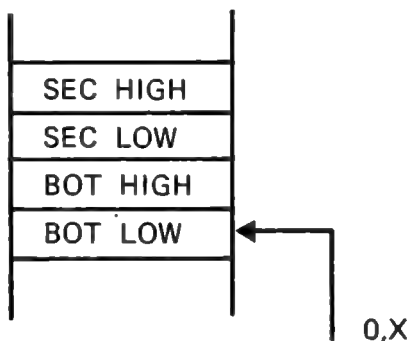 SEC HIGH
SEC LOW
BOT HIGH
BOT LOW
0,X